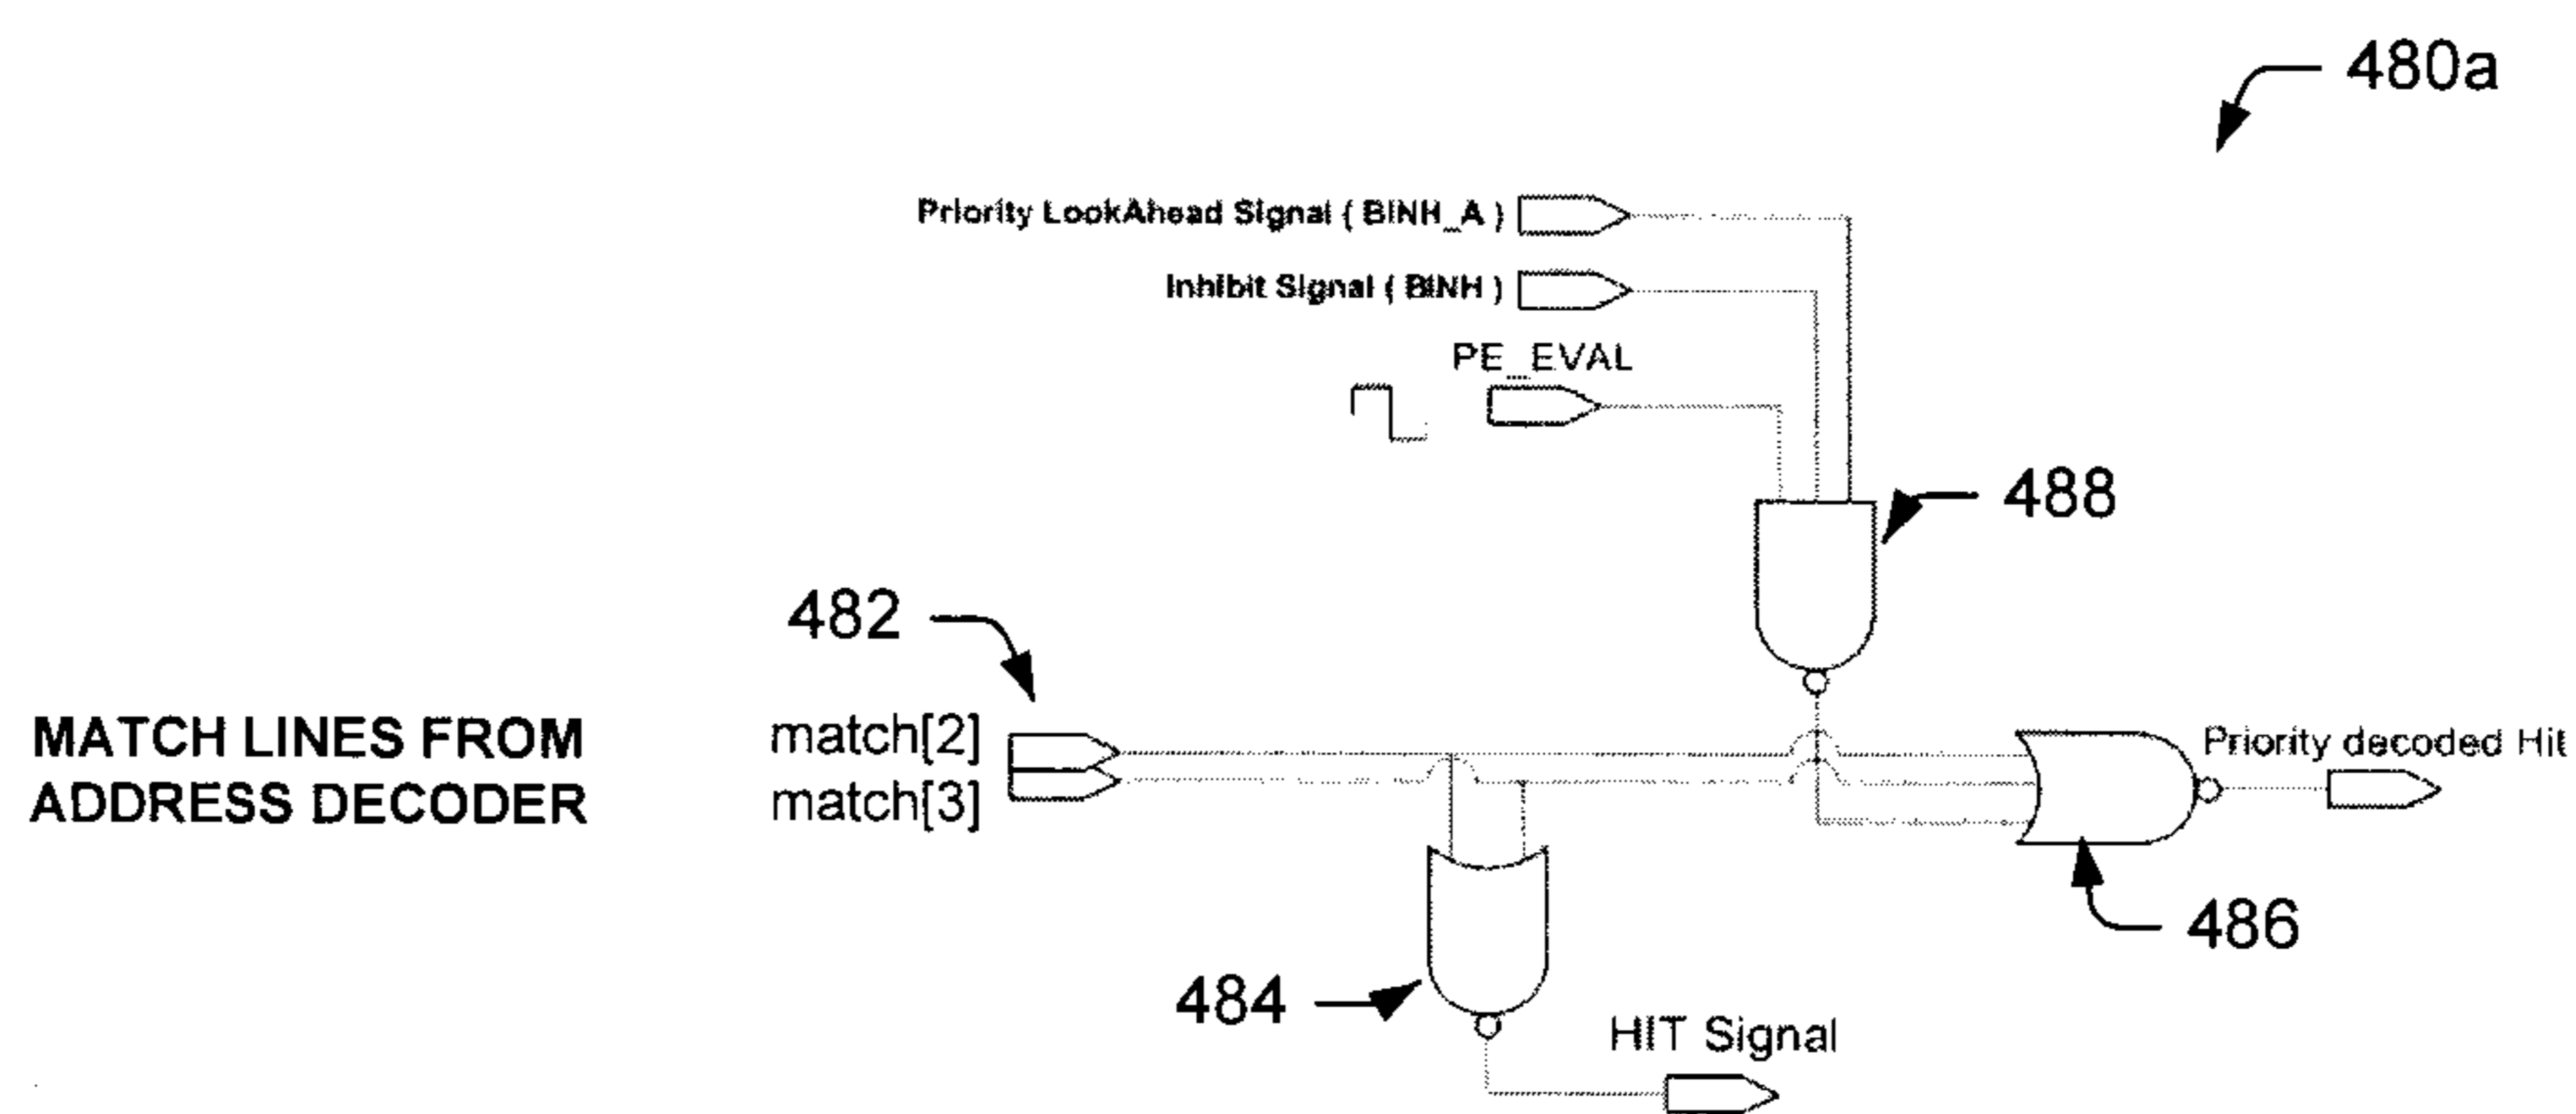 480a
Priority LookAhead Signal ( BINH_A )
Inhibit Signal ( BINH )
PE_EVAL
488
482
MATCH LINES FROM
ADDRESS DECODER
match[2]
match[3]
Priority decoded Hit
486
484
HIT Signal